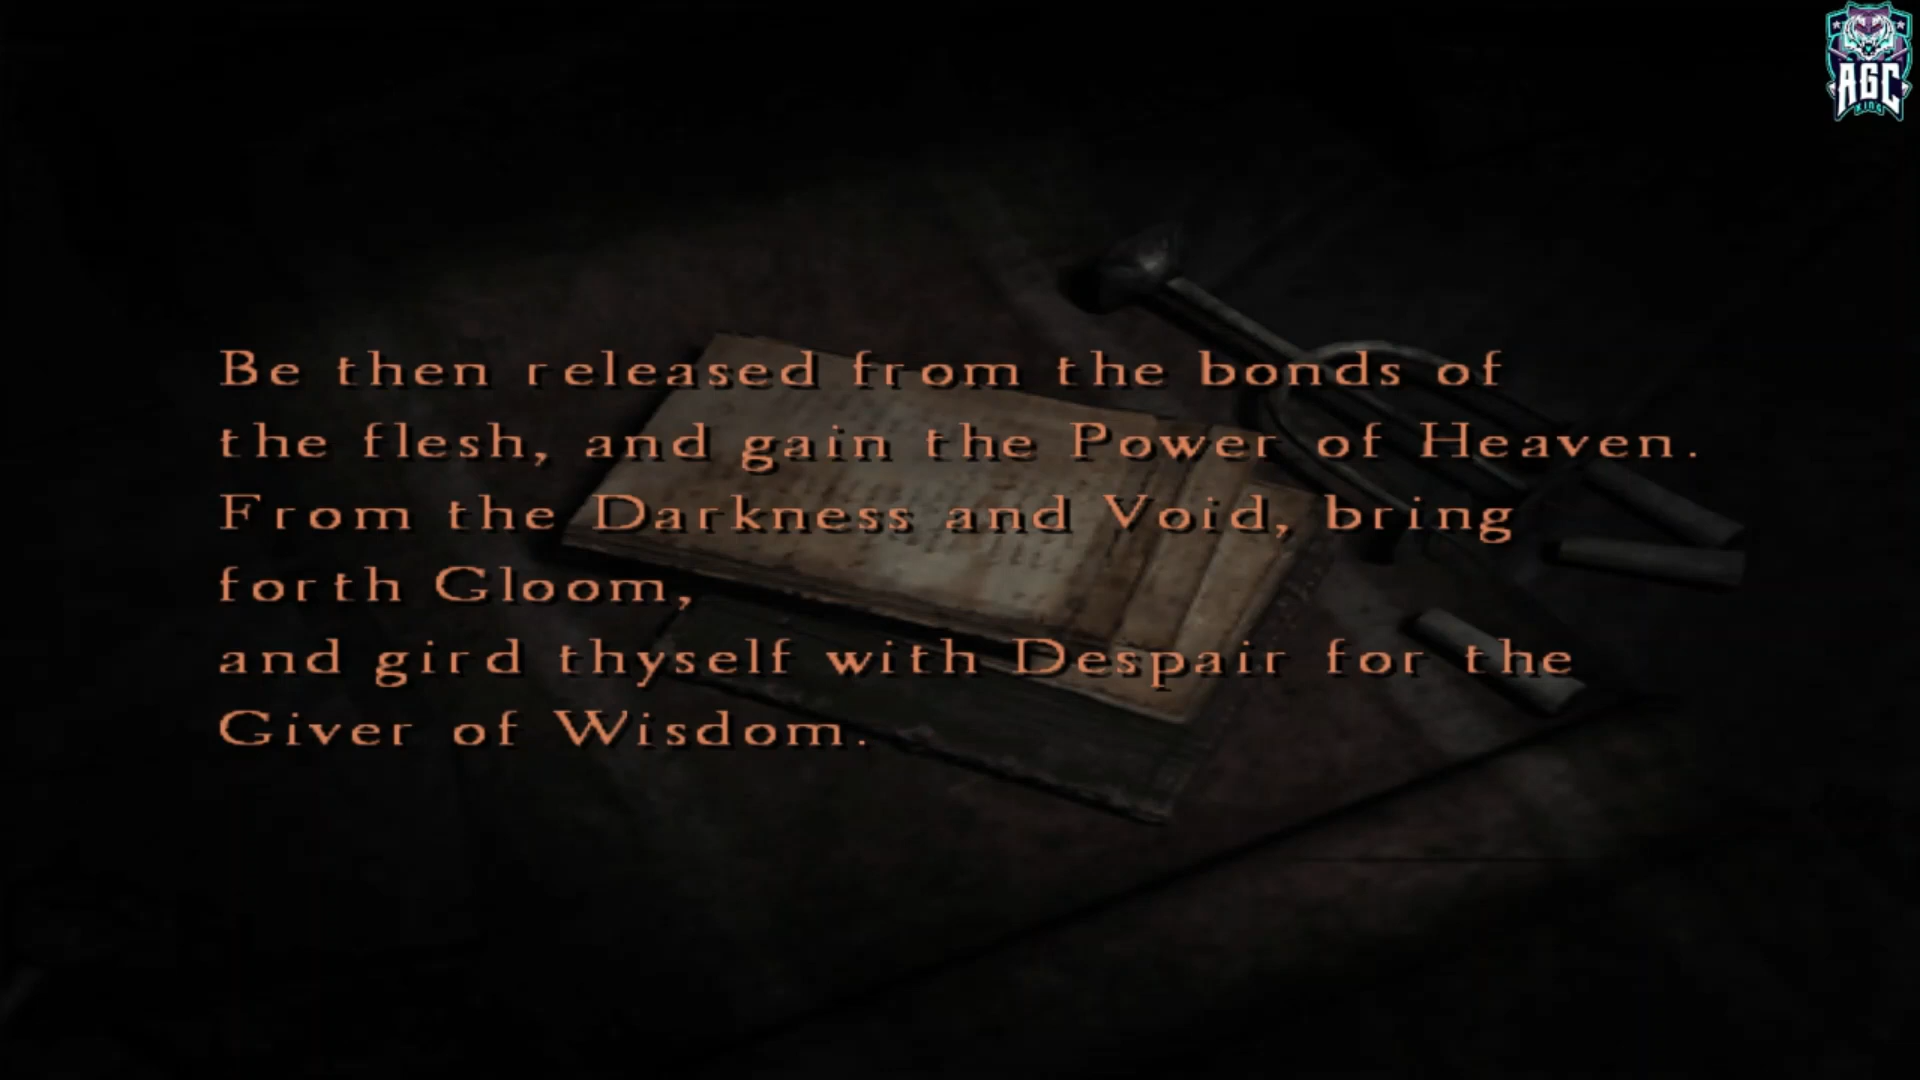 AGC
KING
Be then released from the bonds of
the flesh, and gain the Power of Heaven.
From the Darkness and Void, bring
forth Gloom,
and gird thyself with Despair for the
Giver of Wisdom.